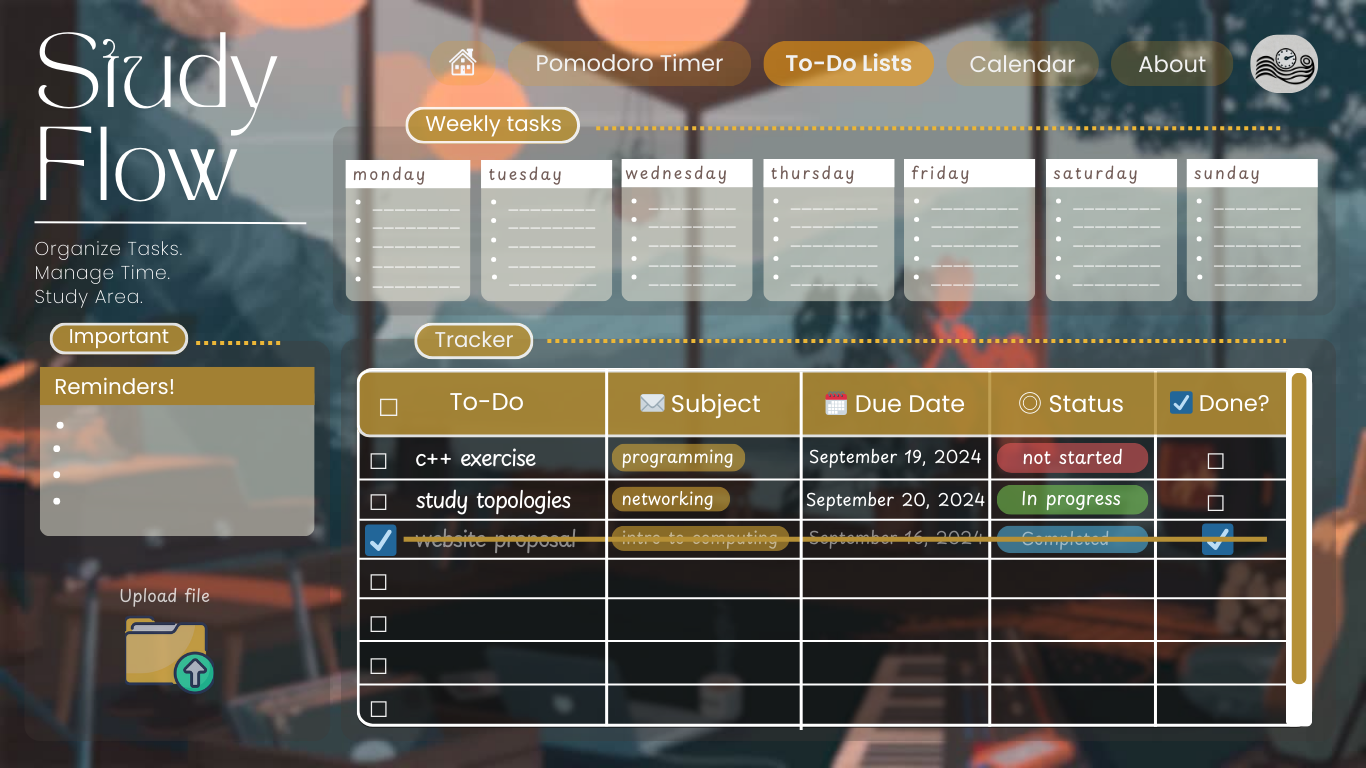 Study
Flow
Organize Tasks.
Manage Time.
Study Area.
Pomodoro Timer
To-Do Lists
Calendar
About
Weekly tasks
monday
tuesday
wednesday
thursday
friday
saturday
sunday
Important
Reminders!
Upload file
Tracker
To-Do Subject Due Date Status Done?
c++ exercise programming September 19, 2024 not started
study topologies networking September 20, 2024 In progress
website proposal intro to computing September 16, 2024 Completed